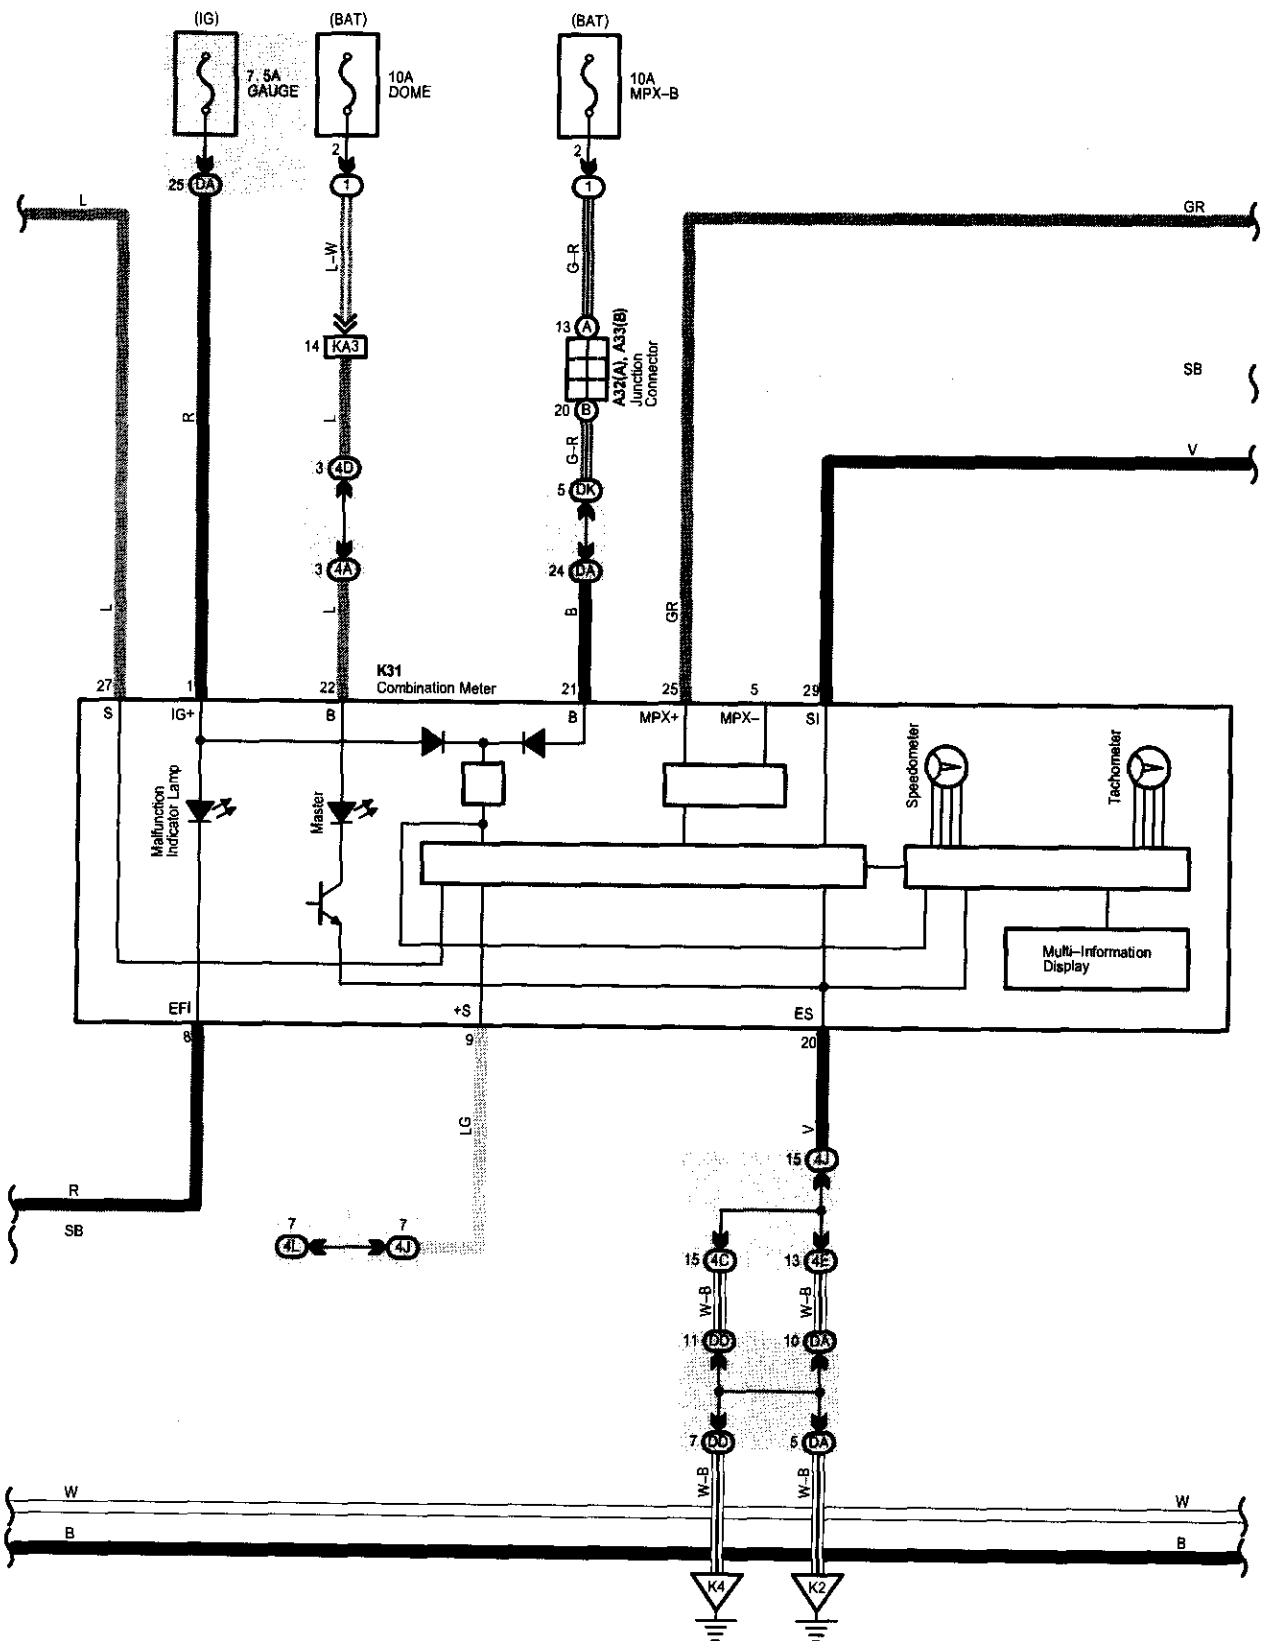 (IG)
(BAT)
(BAT)
7. 5A
GAUGE
10A
DOME
10A
MPX–B
2
2
25 DA
1
1
L
GR
L–W
G–R
13 A
14 KA3
A32(A), A33(B)
Junction
Connector
SB
R
L
20 B
G–R
V
3 4D
5 DK
3 4A
24 DA
L
L
B
GR
K31
Combination Meter
27
1
22
21
25
5
29
S
IG+
B
B
MPX+
MPX–
SI
Malfunction
Indicator Lamp
Master
Speedometer
Tachometer
Multi–Information
Display
EFI
+S
ES
8
9
20
LG
V
15 4J
R
SB
7
7
4L
4J
15 4C
13 4E
W–B
W–B
11 DD
10 DA
7 DD
5 DA
W–B
W–B
W
W
B
B
K4
K2